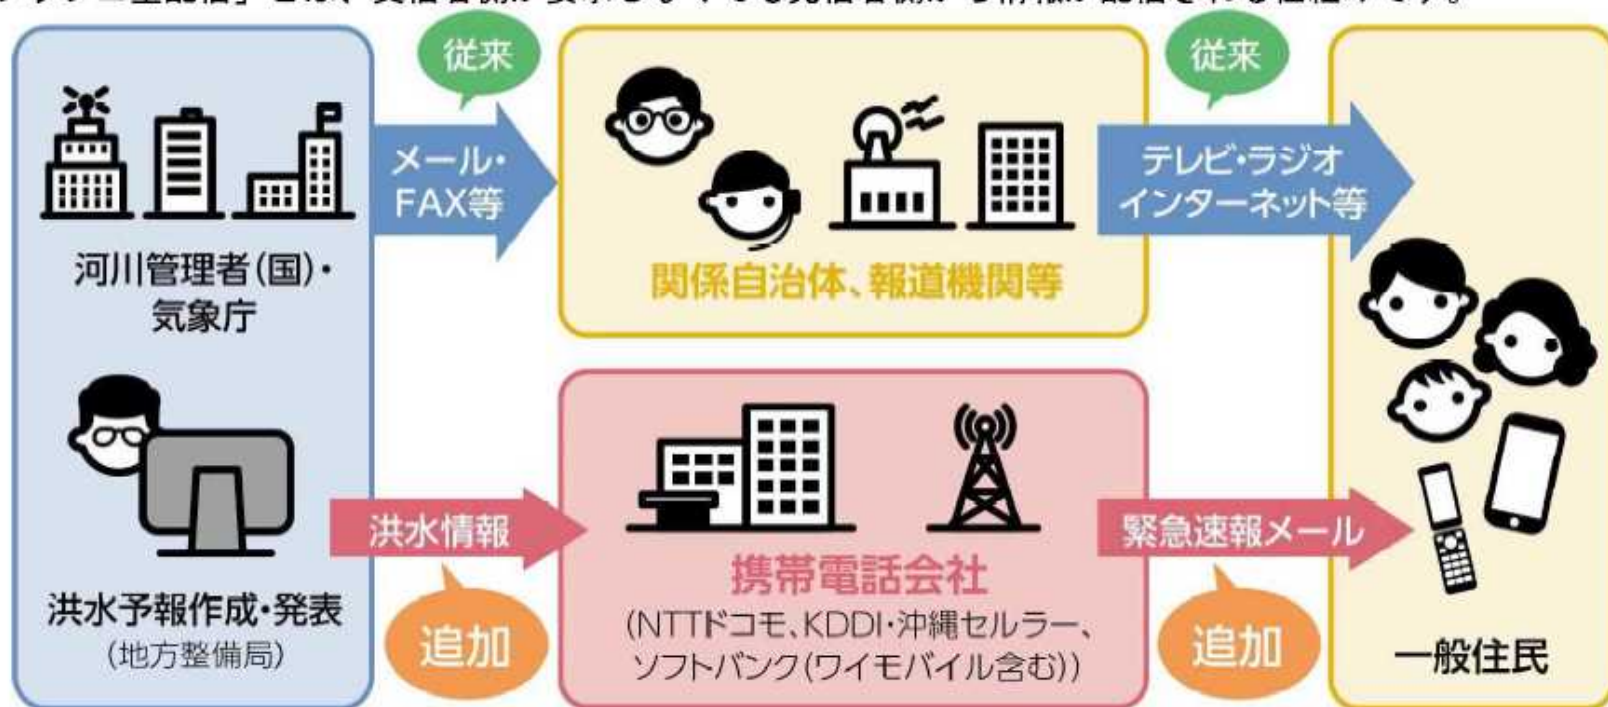 従来
従来
メール・
FAX等
テレビ・ラジオ
インターネット等
河川管理者(国)・
気象庁
関係自治体、報道機関等
洪水情報
緊急速報メール
携帯電話会社
洪水予報作成・発表
(地方整備局)
追加
(NTTドコモ、KDDI・沖縄セルラー、
ソフトバンク(ワイモバイル含む))
追加
一般住民